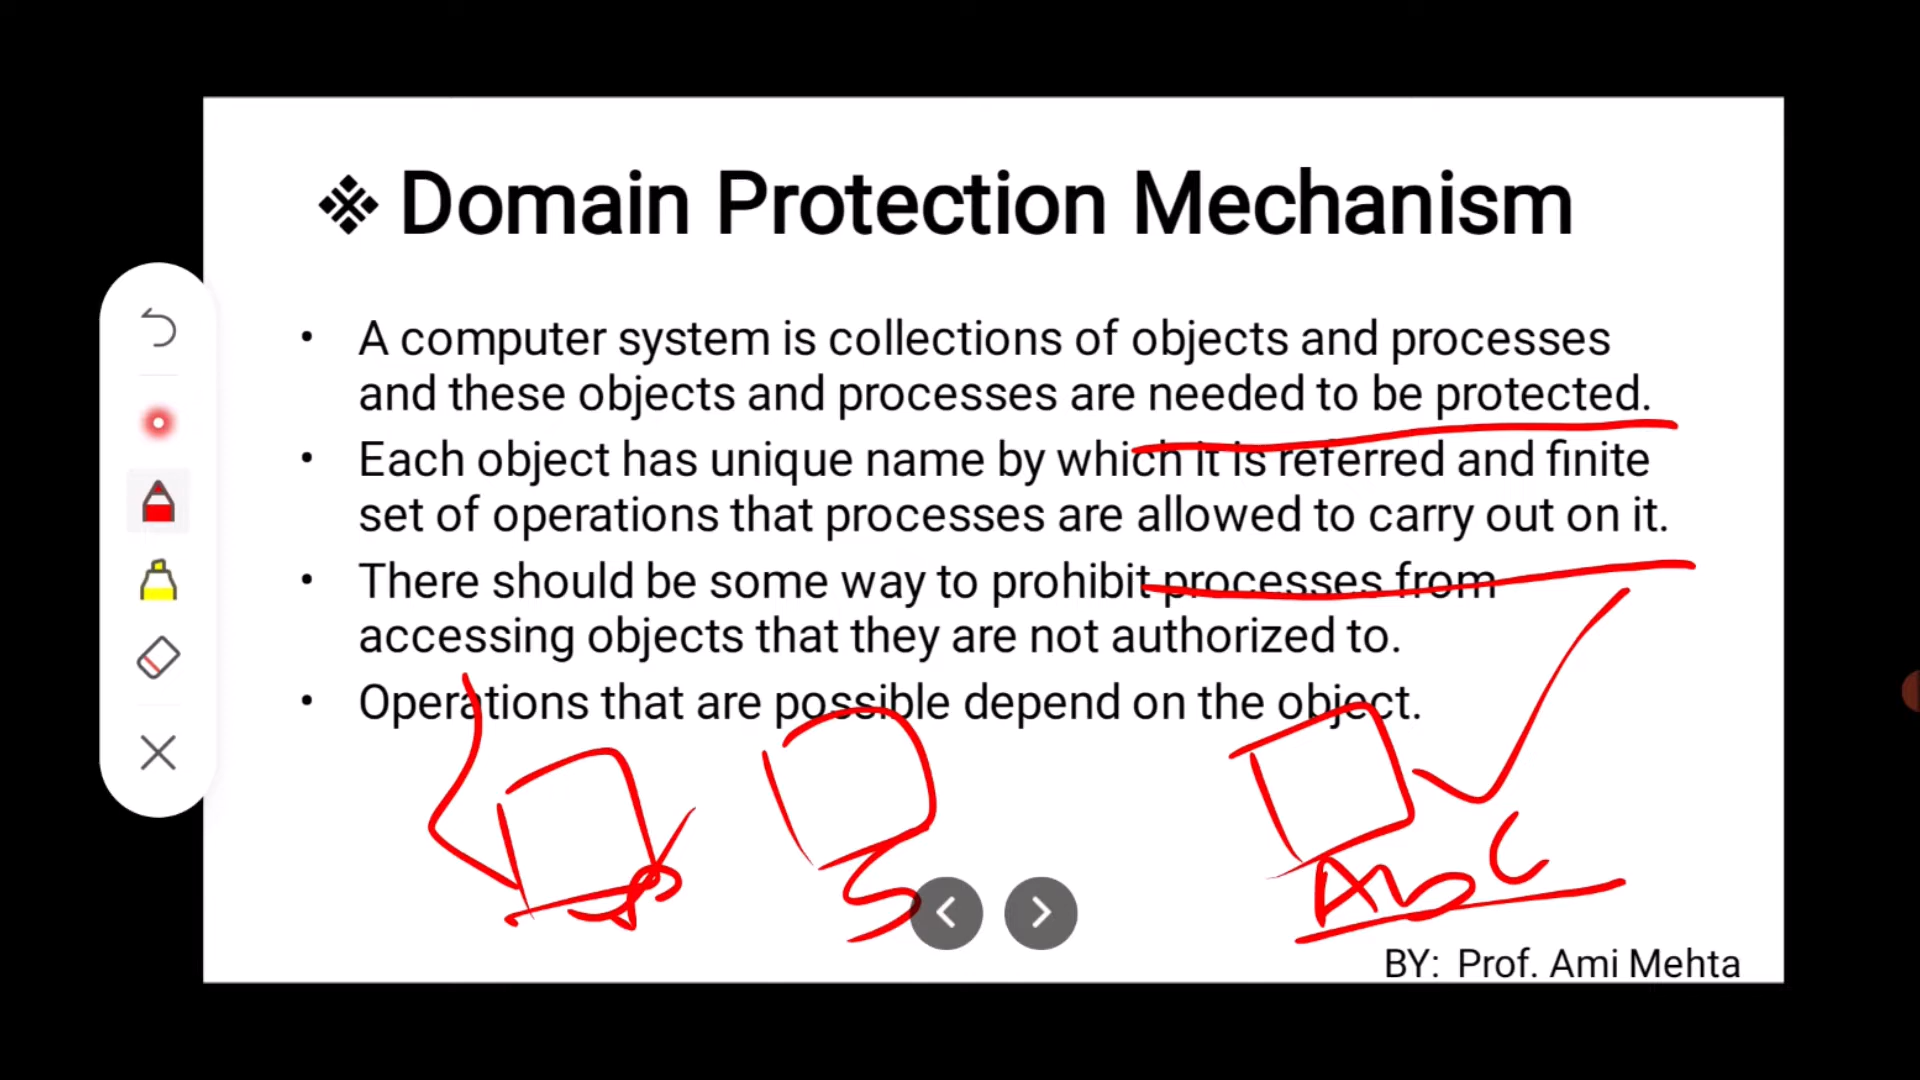 ❖ Domain Protection Mechanism
• A computer system is collections of objects and processes
and these objects and processes are needed to be protected.
• Each object has unique name by which it is referred and finite
set of operations that processes are allowed to carry out on it.
• There should be some way to prohibit processes from
accessing objects that they are not authorized to.
• Operations that are possible depend on the object.
AbC
BY: Prof. Ami Mehta